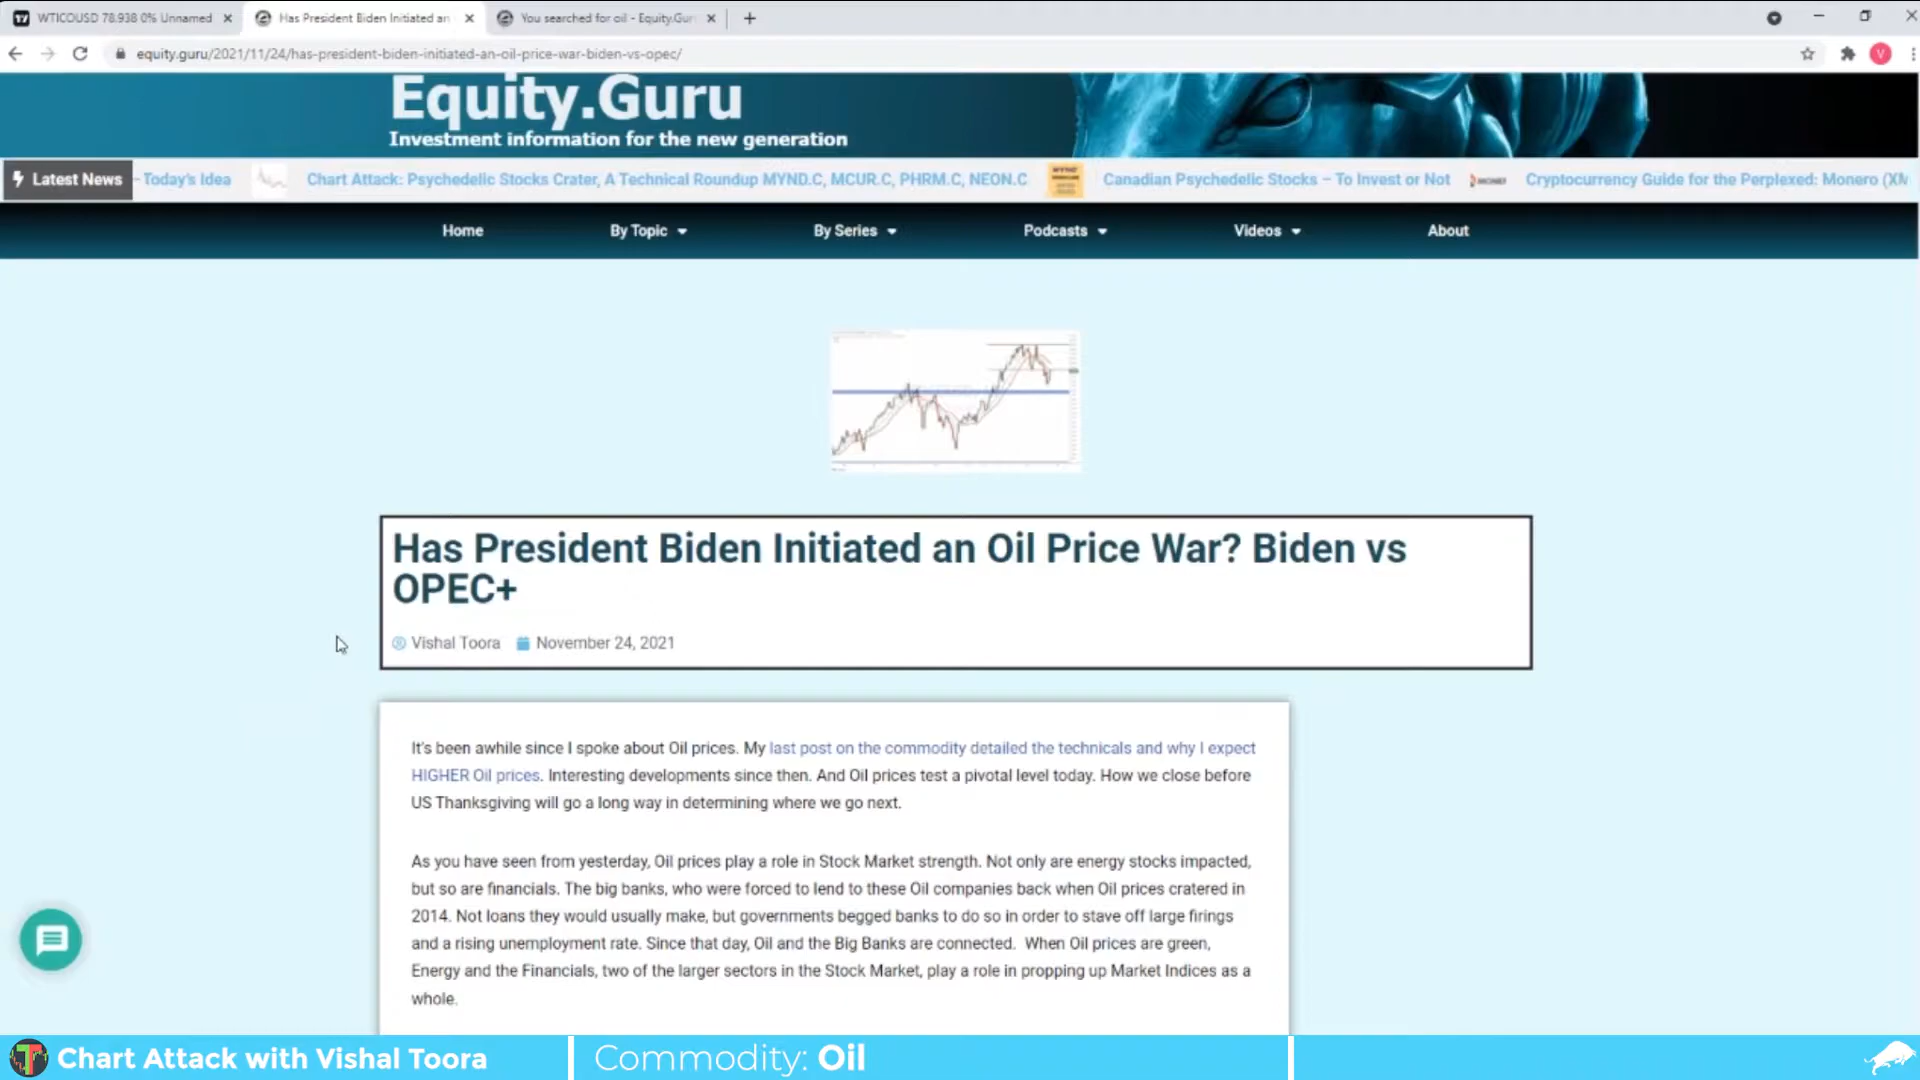 WTICOUSD 78.938 0% Unnamed
Has President Biden Initiated an
You searched for oil - Equity.Gur
equity.guru/2021/11/24/has-president-biden-initiated-an-oil-price-war-biden-vs-opec/
V
Equity.Guru
Investment information for the new generation
Latest News
- Today's Idea
Chart Attack: Psychedelic Stocks Crater, A Technical Roundup MYND.C, MCUR.C, PHRM.C, NEON.C
Canadian Psychedelic Stocks – To Invest or Not
Cryptocurrency Guide for the Perplexed: Monero (XM
Home
By Topic
By Series
Podcasts
Videos
About
Has President Biden Initiated an Oil Price War? Biden vs
OPEC+
Vishal Toora
November 24, 2021
It's been awhile since I spoke about Oil prices. My last post on the commodity detailed the technicals and why I expect
HIGHER Oil prices. Interesting developments since then. And Oil prices test a pivotal level today. How we close before
US Thanksgiving will go a long way in determining where we go next.
As you have seen from yesterday, Oil prices play a role in Stock Market strength. Not only are energy stocks impacted,
but so are financials. The big banks, who were forced to lend to these Oil companies back when Oil prices cratered in
2014. Not loans they would usually make, but governments begged banks to do so in order to stave off large firings
and a rising unemployment rate. Since that day, Oil and the Big Banks are connected. When Oil prices are green,
Energy and the Financials, two of the larger sectors in the Stock Market, play a role in propping up Market Indices as a
whole.
Chart Attack with Vishal Toora
Commodity: Oil